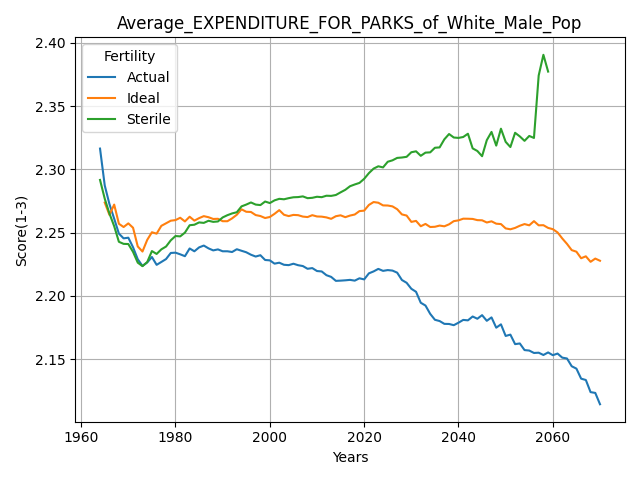 Average_EXPENDITURE_FOR_PARKS_of_White_Male_Pop
Fertility
Actual
Ideal
Sterile
Score(1-3)
2.40
2.35
2.30
2.25
2.20
2.15
1960 1980 2000 2020 2040 2060
Years